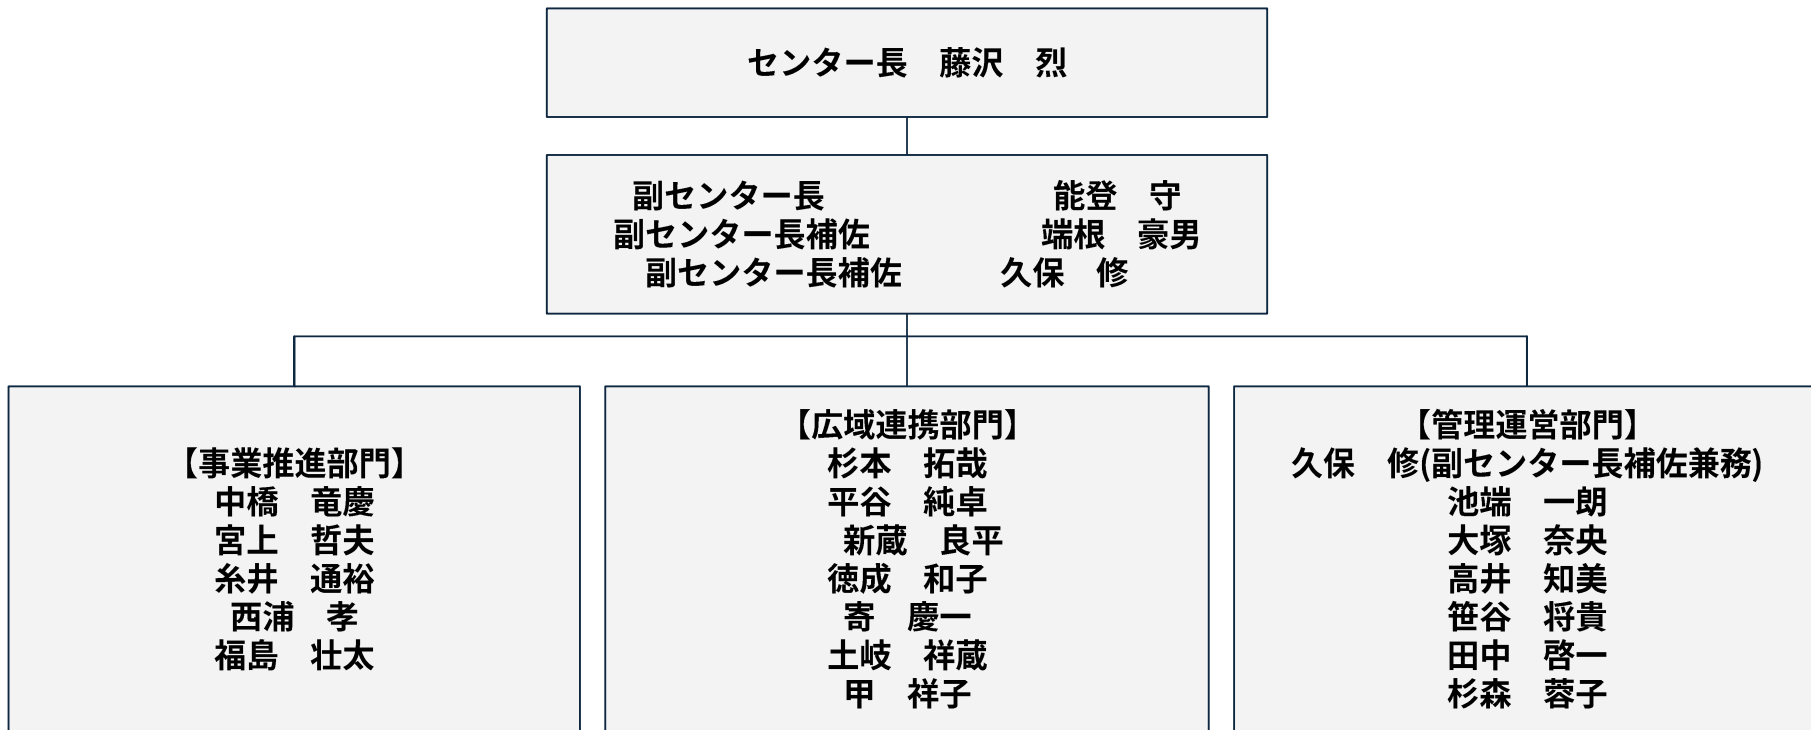 センター長　藤沢　烈
副センター長　　　　　　　能登　守
副センター長補佐　　　　　端根　豪男
副センター長補佐　　　久保　修
【事業推進部門】
中橋　竜慶
宮上　哲夫
糸井　通裕
西浦　孝
福島　壮太
【広域連携部門】
杉本　拓哉
平谷　純卓
新蔵　良平
徳成　和子
寄　慶一
土岐　祥蔵
甲　祥子
【管理運営部門】
久保　修(副センター長補佐兼務)
池端　一朗
大塚　奈央
高井　知美
笹谷　将貴
田中　啓一
杉森　蓉子